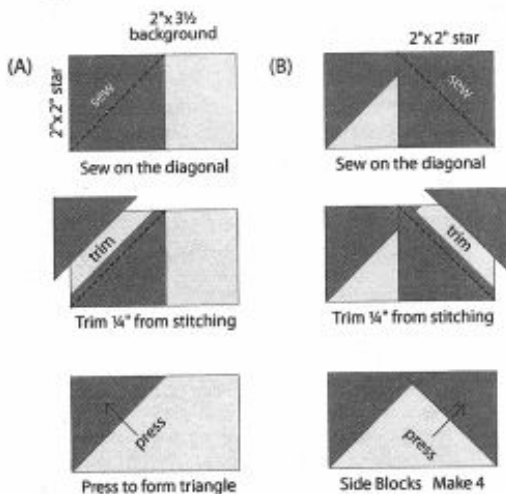 2"x 3½
background
(A)
2"x 2" star
sew
Sew on the diagonal
trim
Trim ¼" from stitching
press
Press to form triangle
2"x 2" star
(B)
sew
Sew on the diagonal
trim
Trim ¼" from stitching
press
Side Blocks Make 4